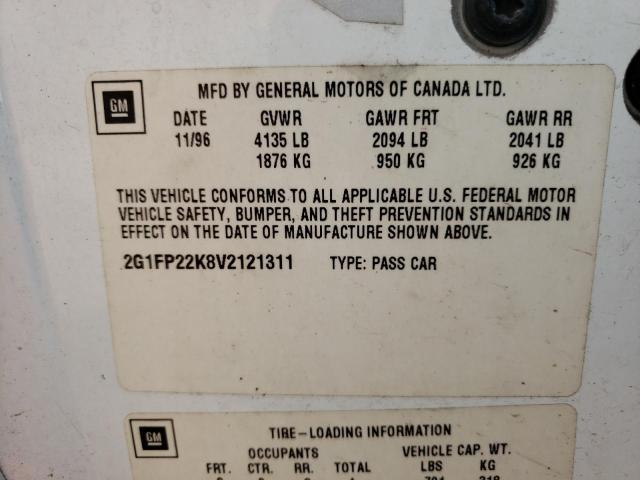 GM
MFD BY GENERAL MOTORS OF CANADA LTD.
DATE GVWR GAWR FRT GAWR RR
11/96 4135 LB 2094 LB 2041 LB
1876 KG 950 KG 926 KG
THIS VEHICLE CONFORMS TO ALL APPLICABLE U.S. FEDERAL MOTOR
VEHICLE SAFETY, BUMPER, AND THEFT PREVENTION STANDARDS IN
EFFECT ON THE DATE OF MANUFACTURE SHOWN ABOVE.
2G1FP22K8V2121311 TYPE: PASS CAR
GM
TIRE-LOADING INFORMATION
OCCUPANTS VEHICLE CAP. WT.
FRT. CTR. RR. TOTAL LBS KG